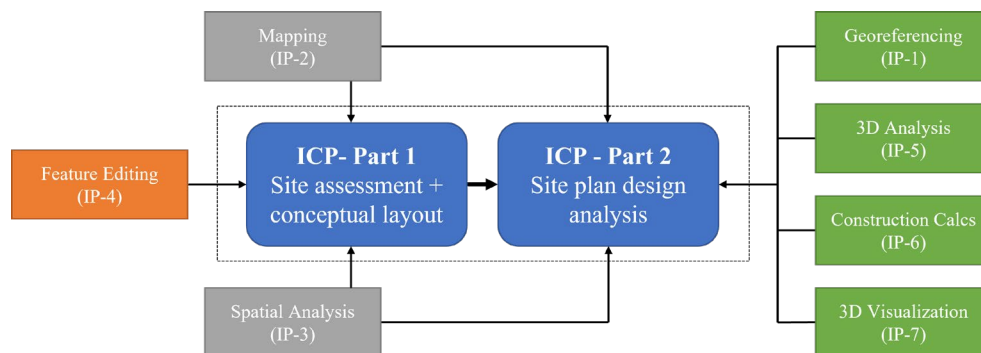 Mapping
(IP-2)
Georeferencing
(IP-1)
ICP- Part 1
Site assessment +
conceptual layout
ICP - Part 2
Site plan design
analysis
3D Analysis
(IP-5)
Feature Editing
(IP-4)
Construction Calcs
(IP-6)
Spatial Analysis
(IP-3)
3D Visualization
(IP-7)